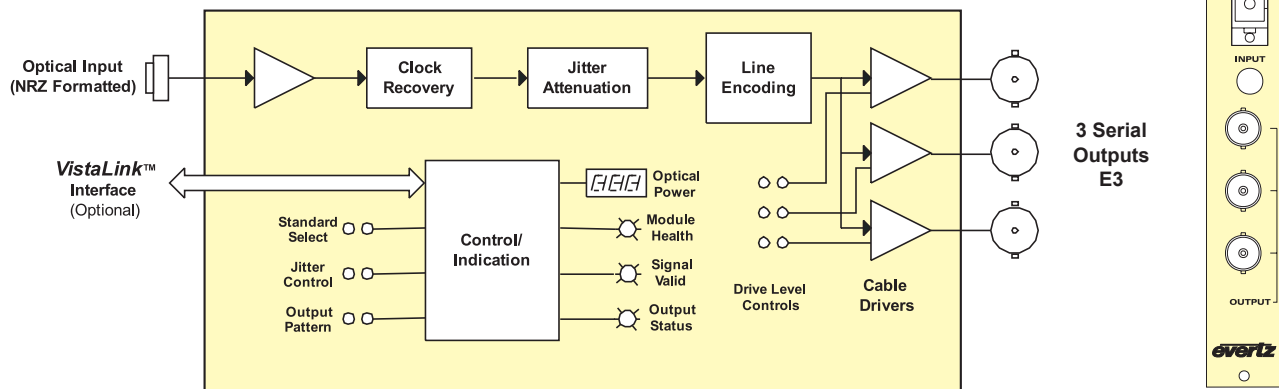 Optical Input
(NRZ Formatted)
Clock
Recovery
Jitter
Attenuation
Line
Encoding
3 Serial
Outputs
E3
VistaLink™
Interface
(Optional)
Standard
Select
Jitter
Control
Output
Pattern
Control/
Indication
Optical
Power
Module
Health
Signal
Valid
Output
Status
Drive Level
Controls
Cable
Drivers
INPUT
OUTPUT
evertz